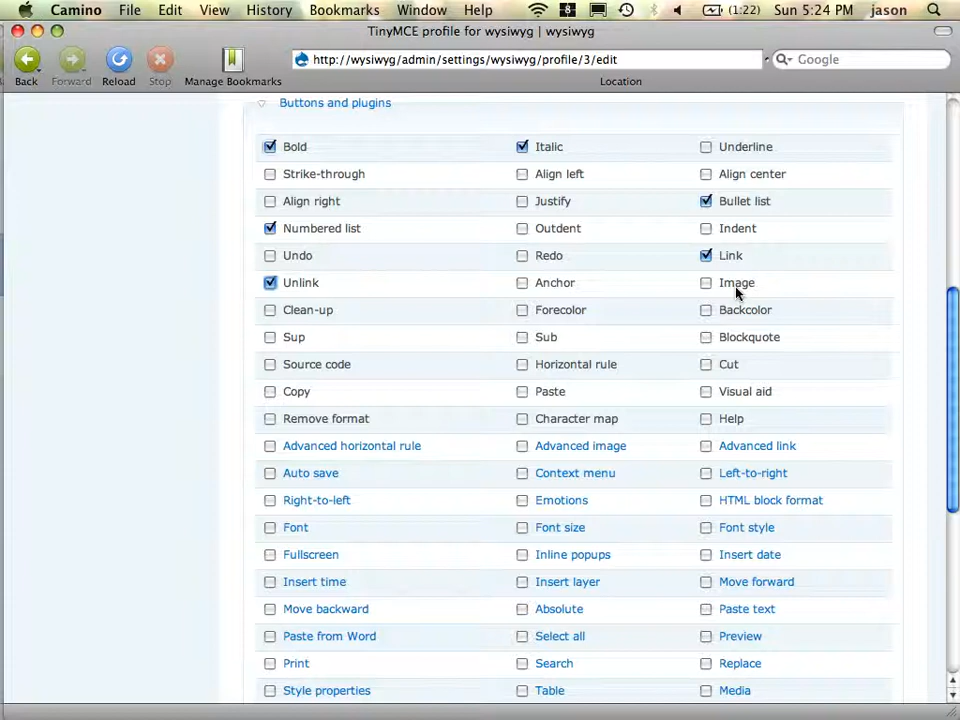 Camino File Edit View History Bookmarks Window Help (1:22) Sun 5:24 PM jason
TinyMCE profile for wysiwyg | wysiwyg
http://wysiwyg/admin/settings/wysiwyg/profile/3/edit Google
Back Forward Reload Stop Manage Bookmarks Location
Buttons and plugins
Bold Italic Underline
Strike-through Align left Align center
Align right Justify Bullet list
Numbered list Outdent Indent
Undo Redo Link
Unlink Anchor Image
Clean-up Forecolor Backcolor
Sup Sub Blockquote
Source code Horizontal rule Cut
Copy Paste Visual aid
Remove format Character map Help
Advanced horizontal rule Advanced image Advanced link
Auto save Context menu Left-to-right
Right-to-left Emotions HTML block format
Font Font size Font style
Fullscreen Inline popups Insert date
Insert time Insert layer Move forward
Move backward Absolute Paste text
Paste from Word Select all Preview
Print Search Replace
Style properties Table Media